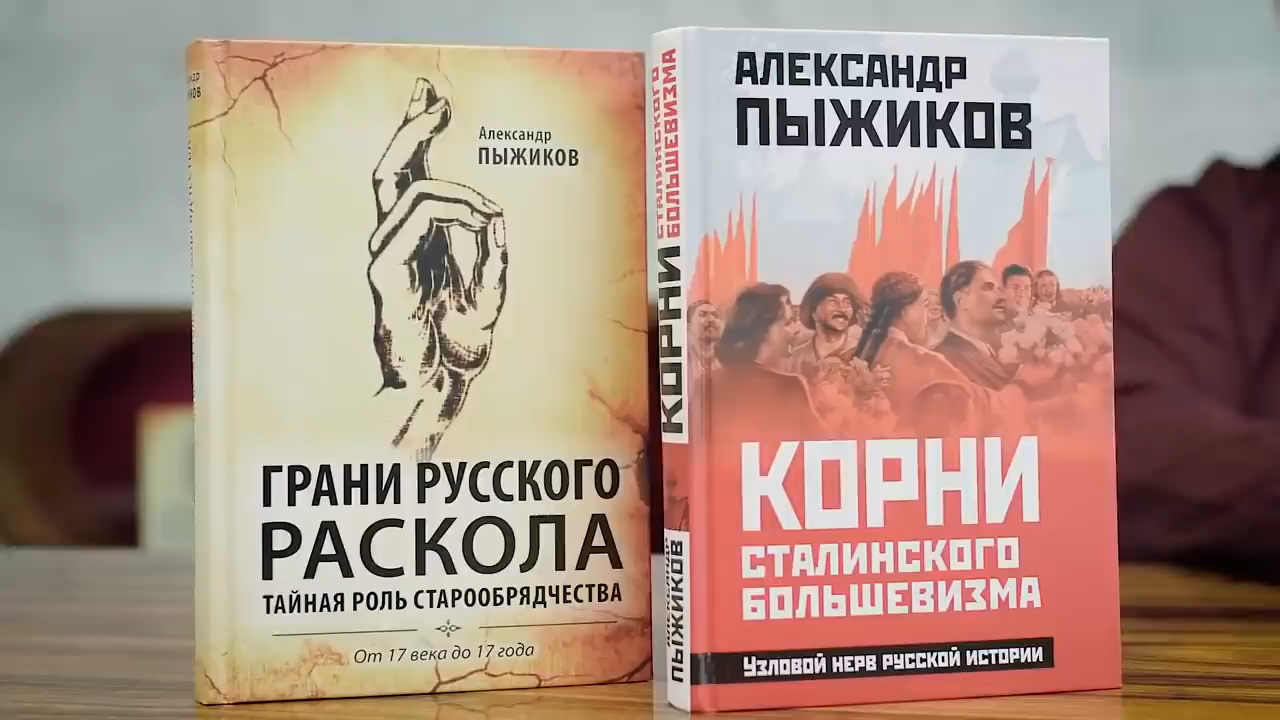 Александр
ПЫЖИКОВ
ГРАНИ РУССКОГО
РАСКОЛА
ТАЙНАЯ РОЛЬ СТАРООБРЯДЧЕСТВА
От 17 века до 17 года
КОРНИ СТАЛИНСКОГО
БОЛЬШЕВИЗМА
АЛЕКСАНДР
ПЫЖИКОВ
АЛЕКСАНДР
ПЫЖИКОВ
КОРНИ
СТАЛИНСКОГО
БОЛЬШЕВИЗМА
Узловой нерв русской истории